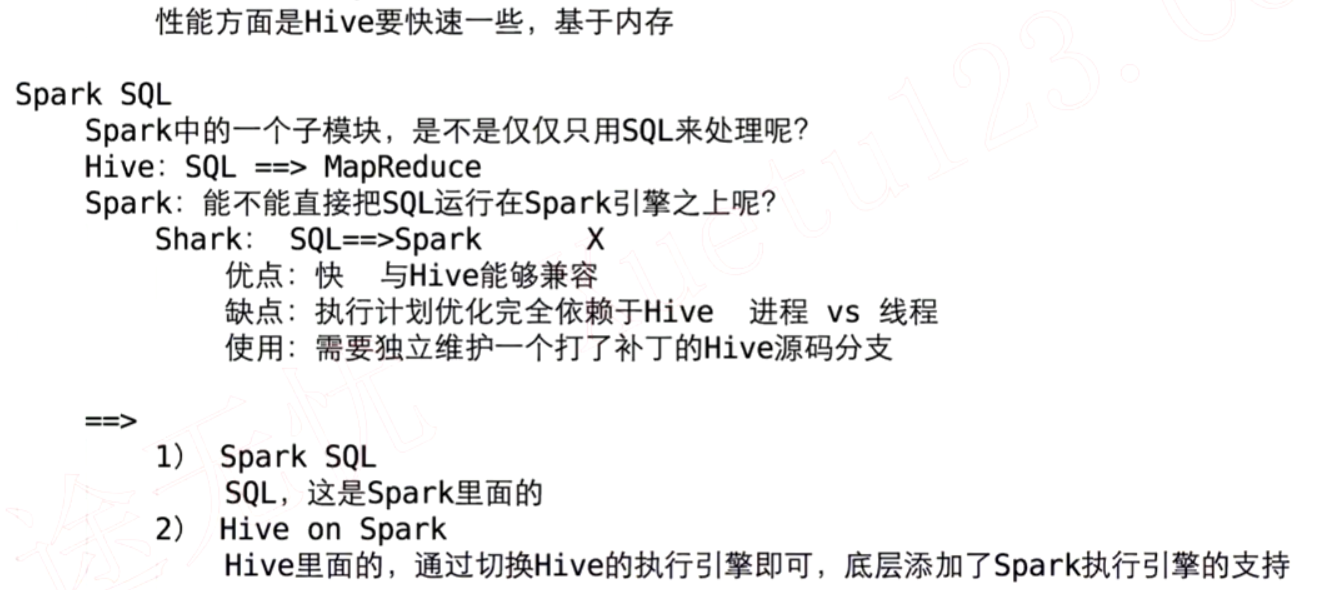 性能方面是Hive要快速一些，基于内存
Spark SQL
Spark中的一个子模块，是不是仅仅只用SQL来处理呢？
Hive：SQL ==> MapReduce
Spark：能不能直接把SQL运行在Spark引擎之上呢？
Shark： SQL==>Spark X
优点：快 与Hive能够兼容
缺点：执行计划优化完全依赖于Hive 进程 vs 线程
使用：需要独立维护一个打了补丁的Hive源码分支
==>
1） Spark SQL
SQL，这是Spark里面的
2） Hive on Spark
Hive里面的，通过切换Hive的执行引擎即可，底层添加了Spark执行引擎的支持